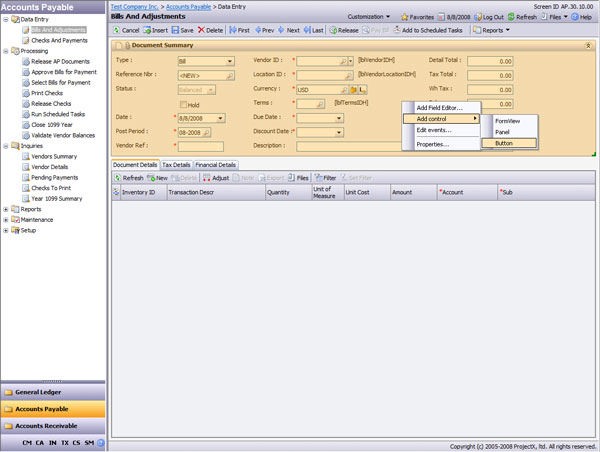 Accounts Payable
Test Company Inc. > Accounts Payable > Data Entry
Screen ID AP.30.10.00
Bills And Adjustments
Customization
Favorites
8/8/2008
Log Out
Refresh
Files
Help
Cancel Insert Save Delete First Prev Next Last Release Pay Bill Add to Scheduled Tasks Reports
Data Entry
Bills And Adjustments
Checks And Payments
Processing
Release AP Documents
Approve Bills for Payment
Select Bills for Payment
Print Checks
Release Checks
Run Scheduled Tasks
Close 1099 Year
Validate Vendor Balances
Inquiries
Vendors Summary
Vendor Details
Pending Payments
Checks To Print
Year 1099 Summary
Reports
Maintenance
Setup
Document Summary
Type : Bill Vendor ID : * [lblVendorIDH] Detail Total : 0.00
Reference Nbr : <NEW> Location ID : * [lblVendorLocationIDH] Tax Total : 0.00
Status : Balanced Currency : * USD Wh Tax : 0.00
Hold Terms : * [lblTermsIDH] 0.00
Date : * 8/8/2008 Due Date : *
Post Period : * 08-2008 Discount Date : *
Vendor Ref : * Description :
Add Field Editor...
Add control
Edit events...
Properties...
FormView
Panel
Button
Document Details Tax Details Financial Details
Refresh New Delete Adjust Note Export Files Filter Set Filter
Inventory ID Transaction Descr Quantity Unit of Measure Unit Cost Amount *Account *Sub
General Ledger
Accounts Payable
Accounts Receivable
CM CA IN TX CS SM
Copyright (c) 2005-2008 ProjectX, ltd. All rights reserved.